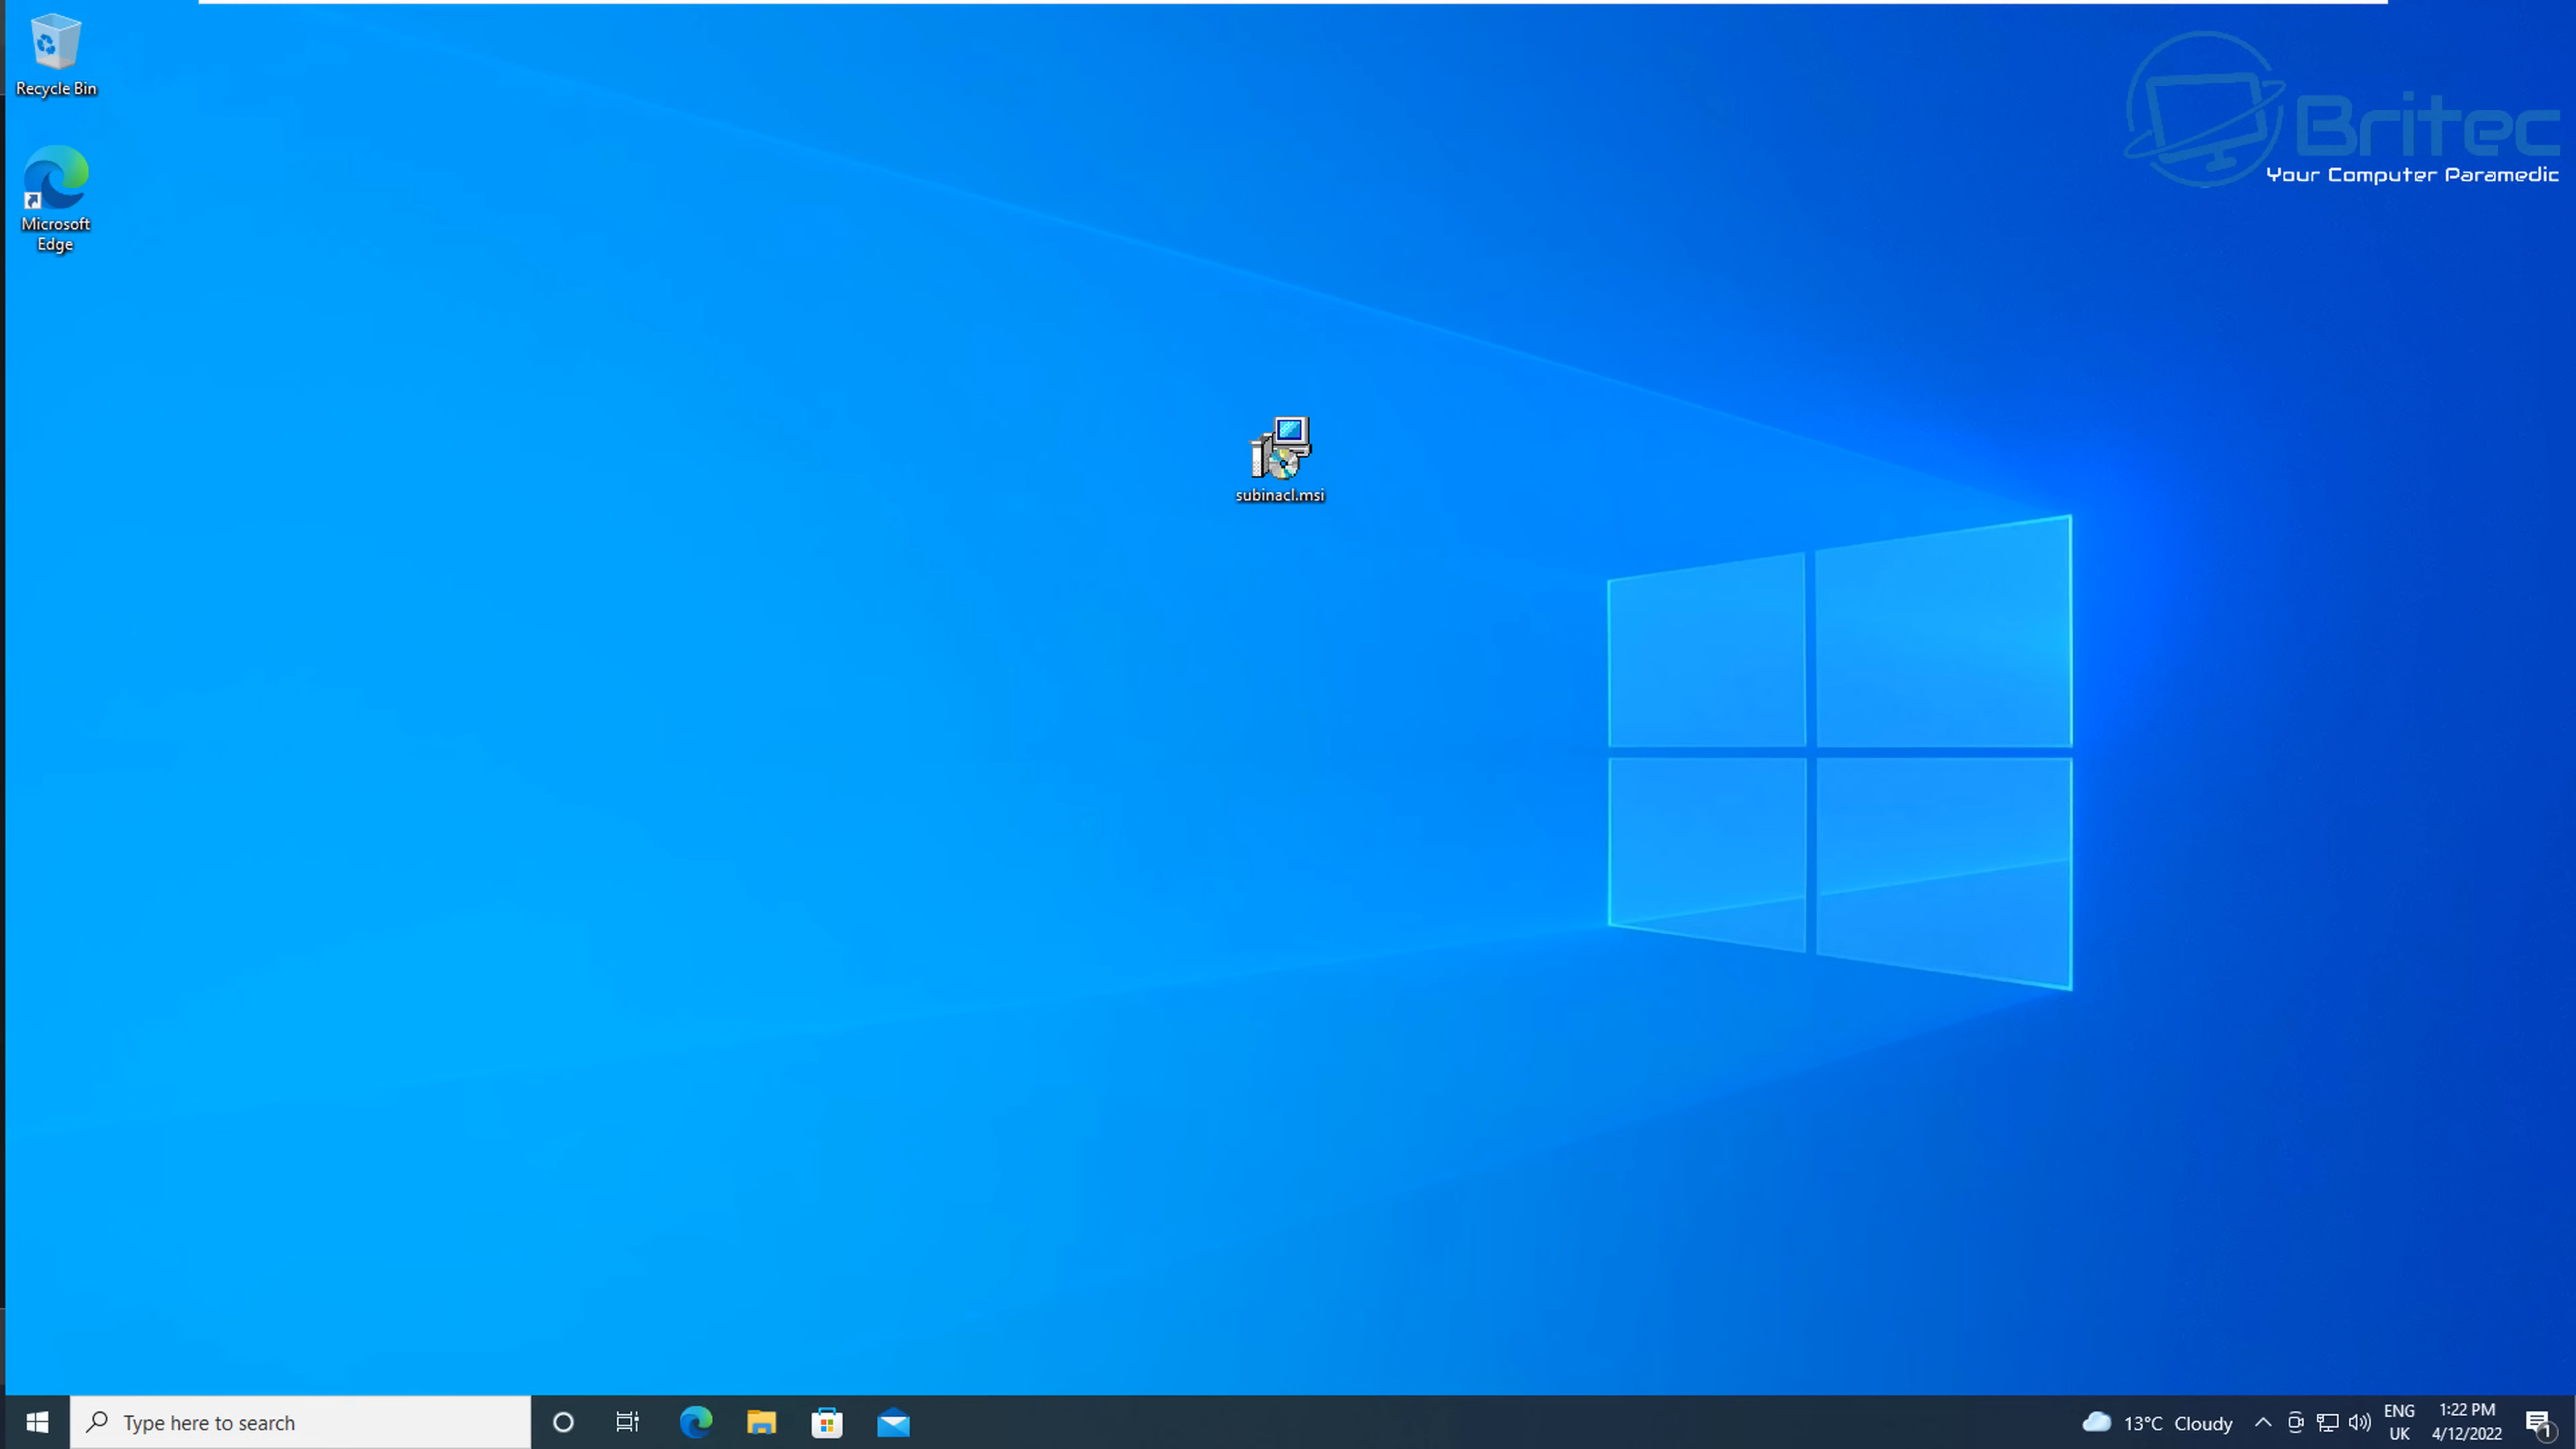 Recycle Bin
Britec
Your Computer Paramedic
Microsoft
Edge
subinacl.msi
Type here to search
13°C Cloudy
ENG
UK
1:22 PM
4/12/2022
1